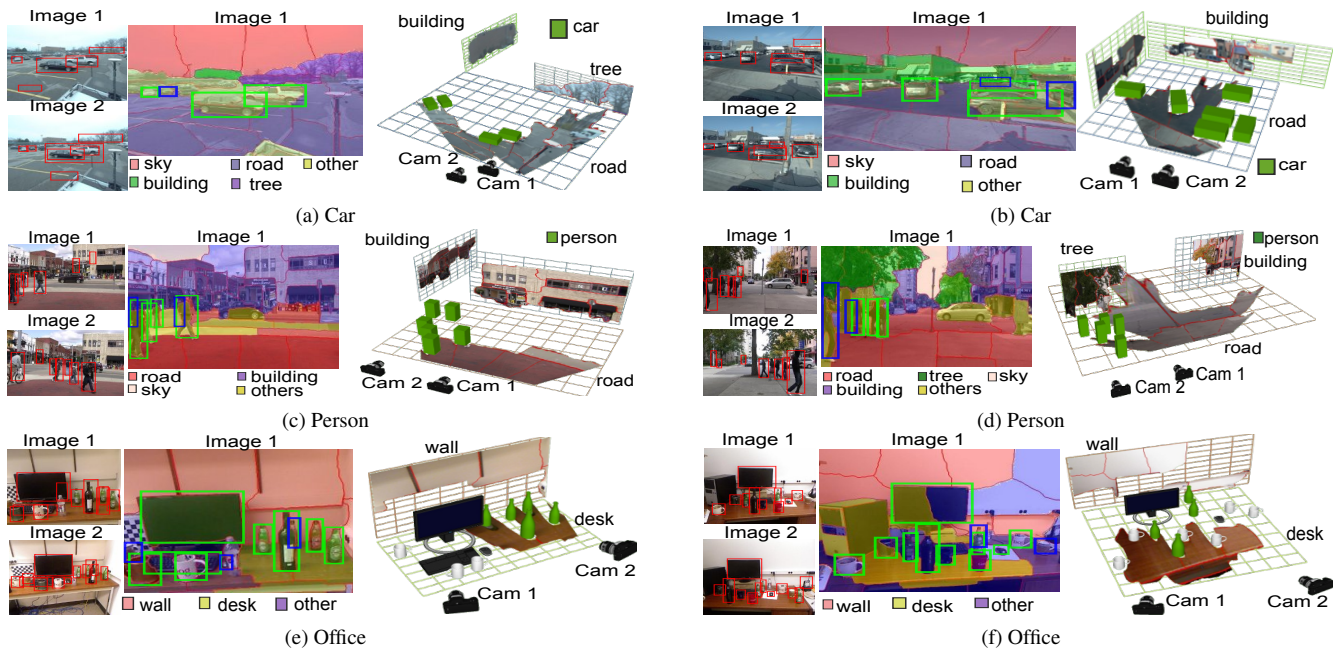 Image 1
Image 1
building
car
tree
Image 2
Cam 2
Cam 1
road
sky
road
other
building
tree
(a) Car
Image 1
Image 1
building
Image 2
road
car
Cam 1
Cam 2
sky
road
building
other
(b) Car
Image 1
Image 1
building
person
Image 2
road
Cam 2
Cam 1
road
building
sky
others
(c) Person
Image 1
Image 1
tree
person
building
Image 2
road
Cam 1
Cam 2
road
tree
sky
building
others
(d) Person
Image 1
Image 1
wall
Image 2
desk
Cam 2
Cam 1
wall
desk
other
(e) Office
Image 1
Image 1
wall
Image 2
desk
Cam 1
Cam 2
wall
desk
other
(f) Office